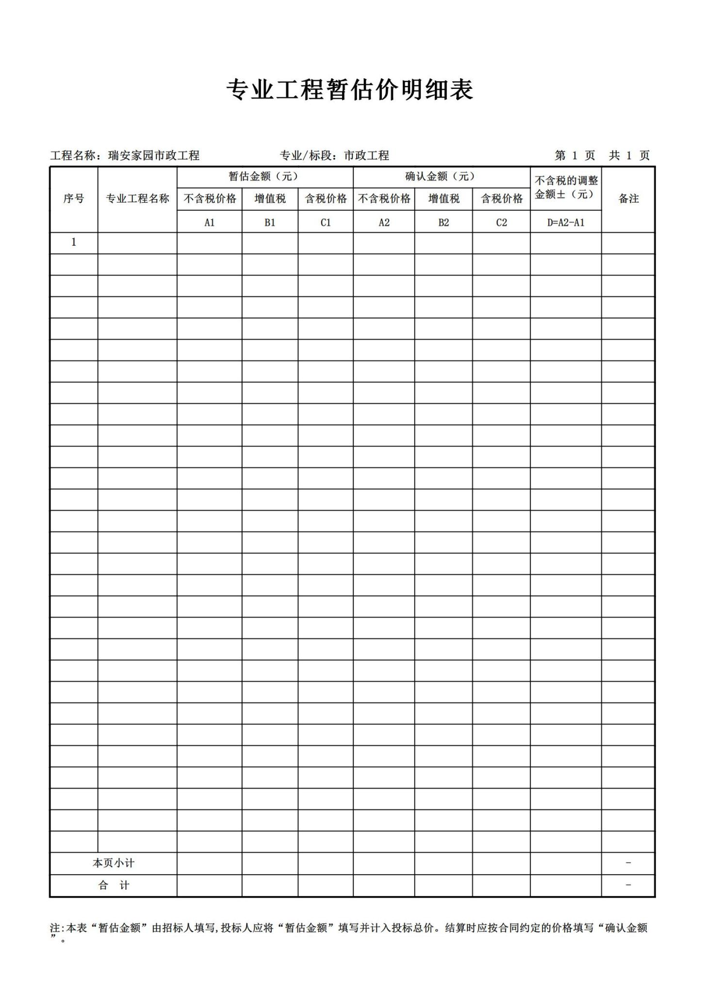 专业工程暂估价明细表
工程名称：瑞安家园市政工程 专业/标段：市政工程 第 1 页 共 1 页
序号 专业工程名称 暂估金额（元） 确认金额（元） 不含税的调整金额±（元） 备注
不含税价格 增值税 含税价格 不含税价格 增值税 含税价格
A1 B1 C1 A2 B2 C2 D=A2-A1
1
本页小计 -
合 计 -
注:本表“暂估金额”由招标人填写,投标人应将“暂估金额”填写并计入投标总价。结算时应按合同约定的价格填写“确认金额
”。